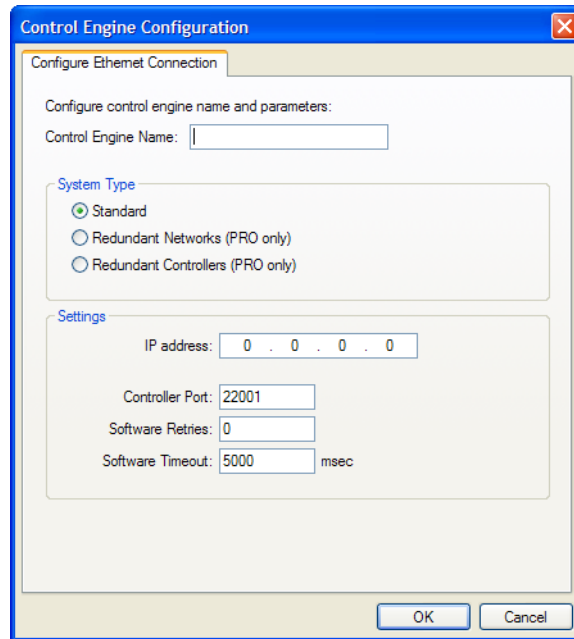 Control Engine Configuration
Configure Ethernet Connection
Configure control engine name and parameters:
Control Engine Name:
System Type
Standard
Redundant Networks (PRO only)
Redundant Controllers (PRO only)
Settings
IP address: 0 . 0 . 0 . 0
Controller Port: 22001
Software Retries: 0
Software Timeout: 5000 msec
OK Cancel